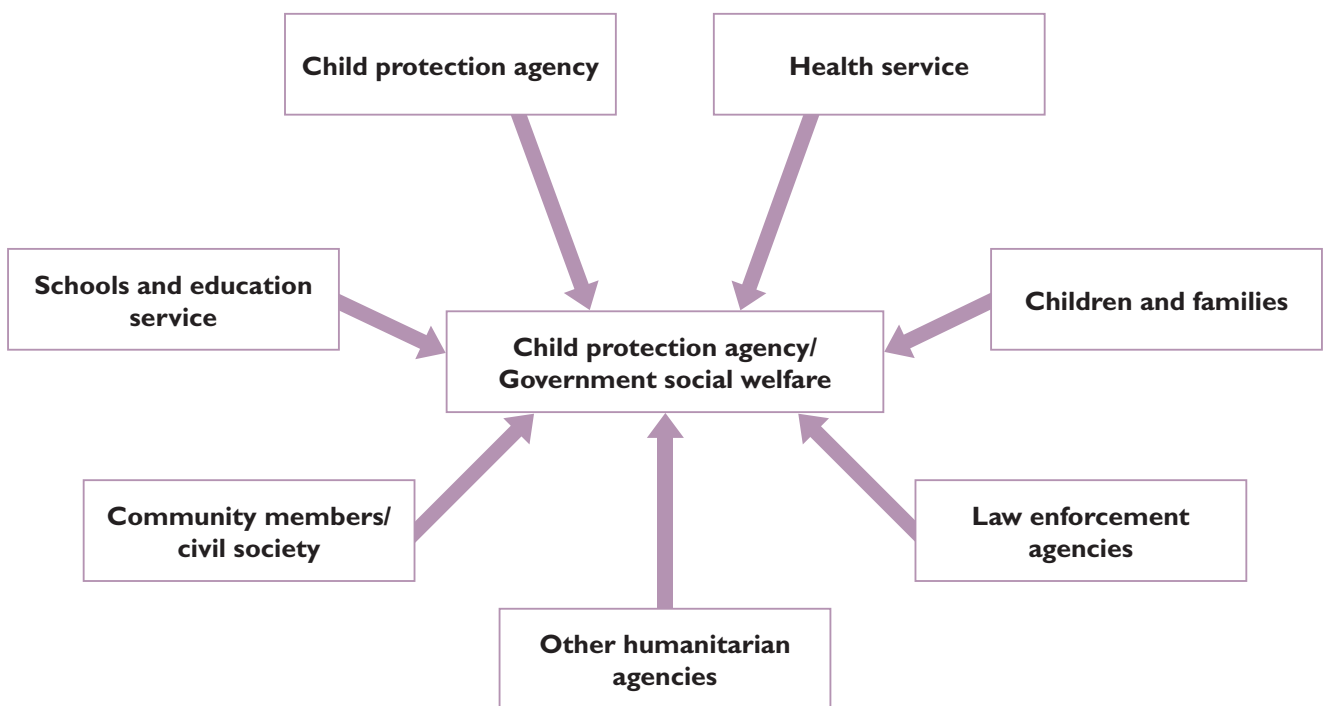 Child protection agency
Health service
Schools and education
service
Children and families
Child protection agency/
Government social welfare
Community members/
civil society
Law enforcement
agencies
Other humanitarian
agencies